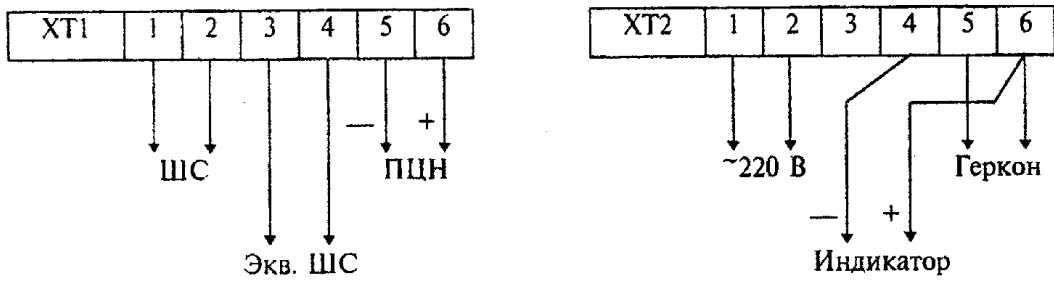 XT1 1 2 3 4 5 6
XT2 1 2 3 4 5 6
— +
ШС ПЦН
~220 В Геркон
— +
Экв. ШС
Индикатор